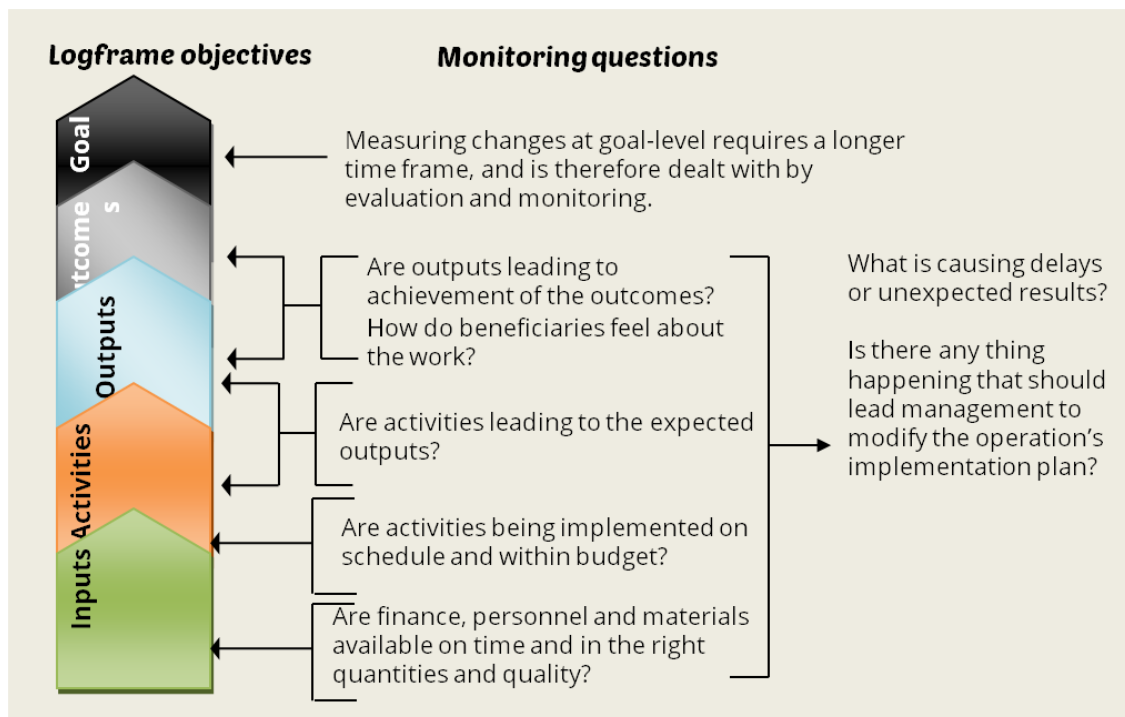 Logframe objectives
Monitoring questions
Goal
Measuring changes at goal-level requires a longer
time frame, and is therefore dealt with by
evaluation and monitoring.
utcome
s
Are outputs leading to
achievement of the outcomes?
How do beneficiaries feel about
the work?
What is causing delays
or unexpected results?
Is there any thing
happening that should
lead management to
modify the operation’s
implementation plan?
Outputs
Are activities leading to the expected
outputs?
Activities
Are activities being implemented on
schedule and within budget?
Inputs
Are finance, personnel and materials
available on time and in the right
quantities and quality?